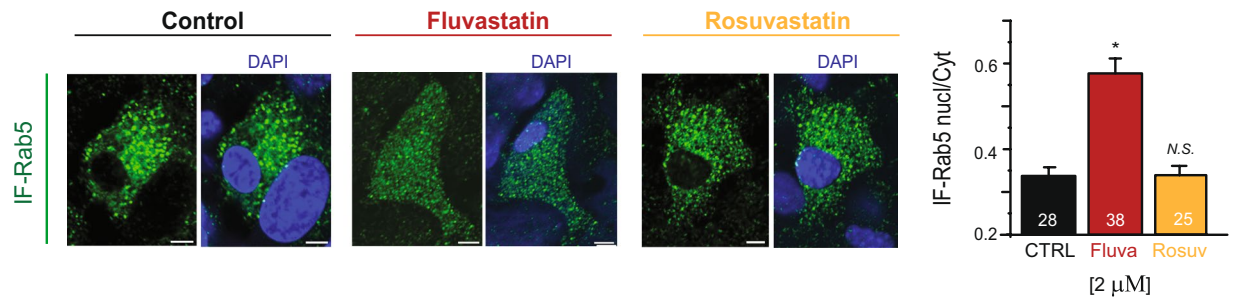 Control
Fluvastatin
Rosuvastatin
DAPI
DAPI
DAPI
IF-Rab5
IF-Rab5 nucl/Cyt
0.6
0.4
0.2
*
N.S.
28
38
25
CTRL Fluva Rosuv
[2 μM]